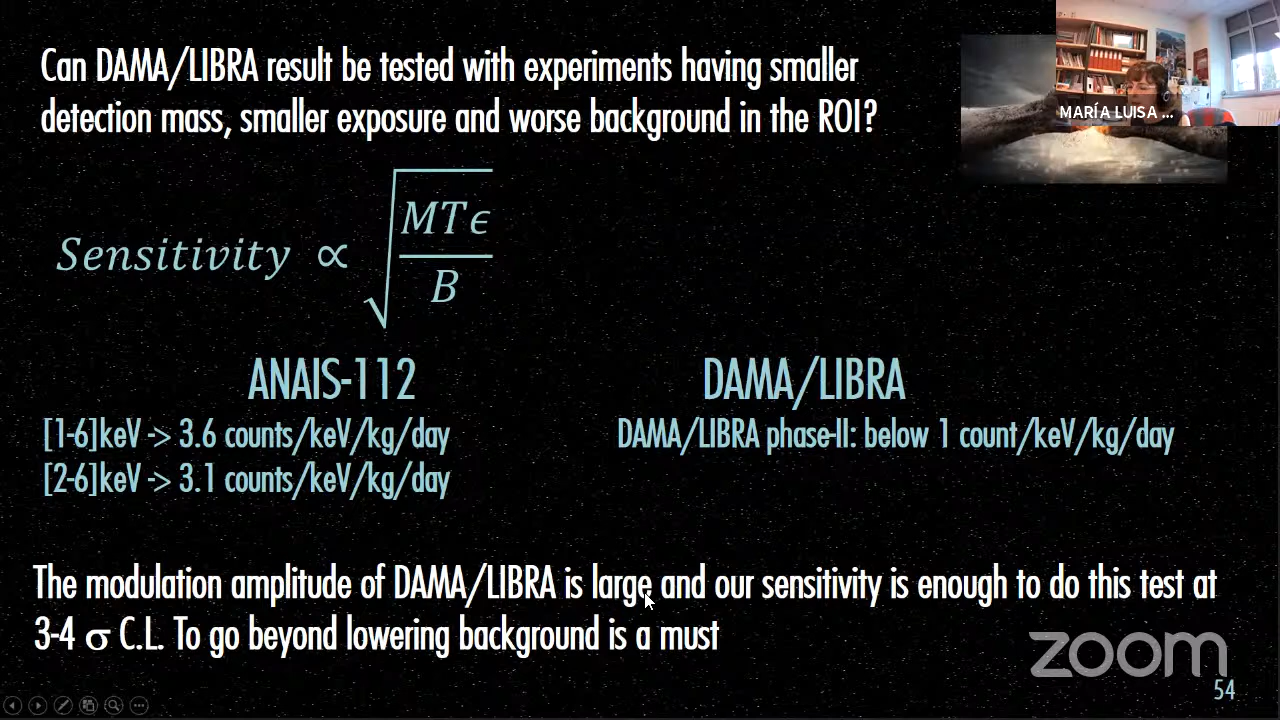 Can DAMA/LIBRA result be tested with experiments having smaller
detection mass, smaller exposure and worse background in the ROI?
MARÍA LUISA ...
Sensitivity ∝ √(MTϵ/B)
ANAIS-112
[1-6]keV -> 3.6 counts/keV/kg/day
[2-6]keV -> 3.1 counts/keV/kg/day
DAMA/LIBRA
DAMA/LIBRA phase-II: below 1 count/keV/kg/day
The modulation amplitude of DAMA/LIBRA is large and our sensitivity is enough to do this test at
3-4 σ C.L. To go beyond lowering background is a must
zoom
54